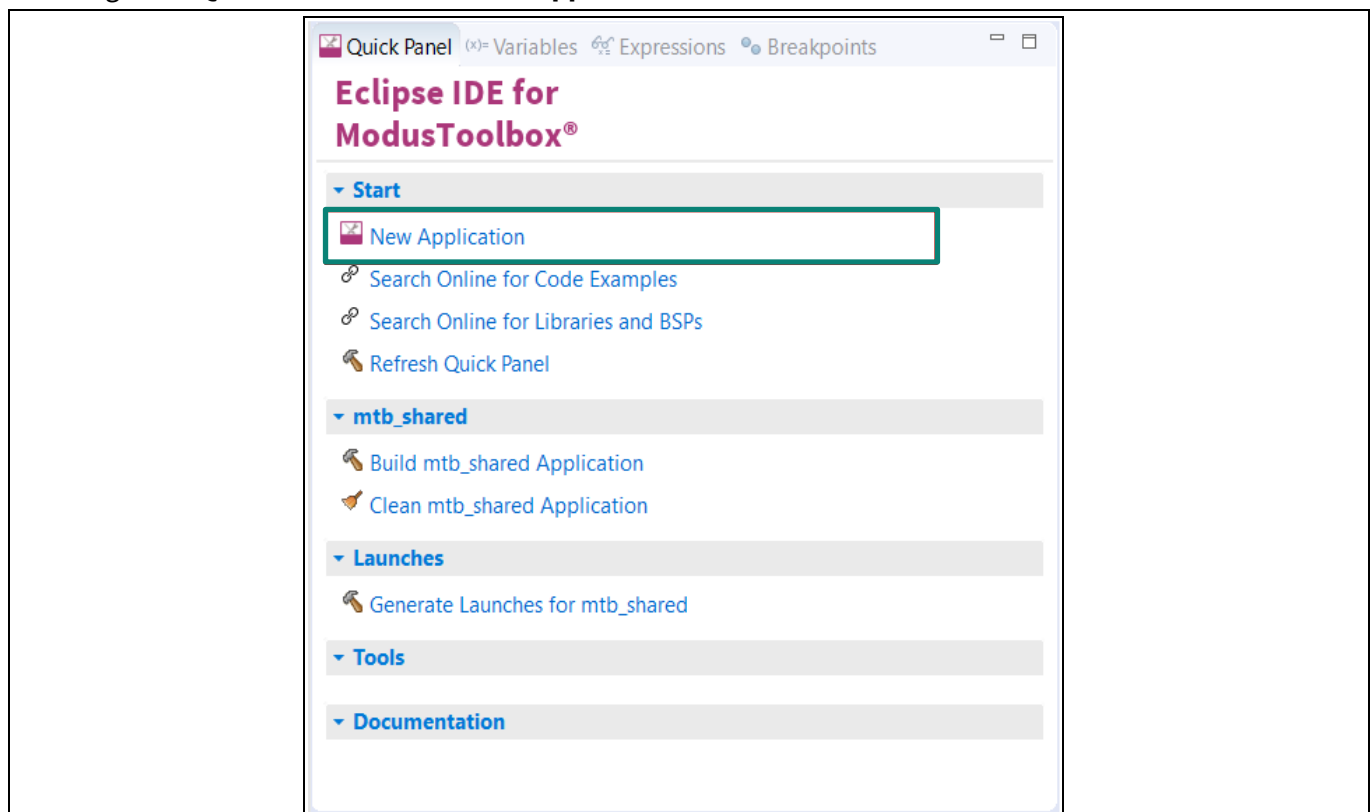 Quick Panel (x)= Variables Expressions Breakpoints
Eclipse IDE for
ModusToolbox®
Start
New Application
Search Online for Code Examples
Search Online for Libraries and BSPs
Refresh Quick Panel
mtb_shared
Build mtb_shared Application
Clean mtb_shared Application
Launches
Generate Launches for mtb_shared
Tools
Documentation